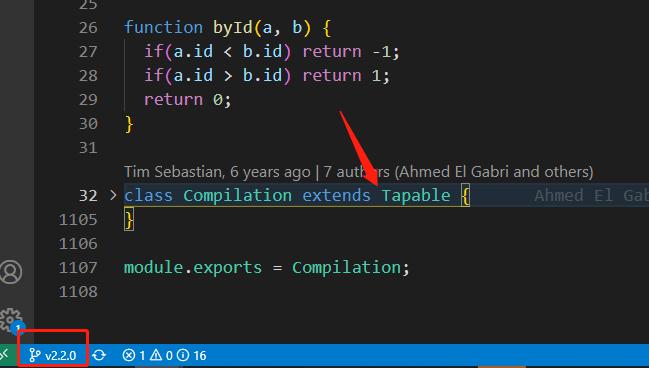 25
26 function byId(a, b) {
27 if(a.id < b.id) return -1;
28 if(a.id > b.id) return 1;
29 return 0;
30 }
31
Tim Sebastian, 6 years ago | 7 authors (Ahmed El Gabri and others)
32 > class Compilation extends Tapable { Ahmed El Gab
1105 }
1106
1107 module.exports = Compilation;
1108
1
v2.2.0 1 0 16